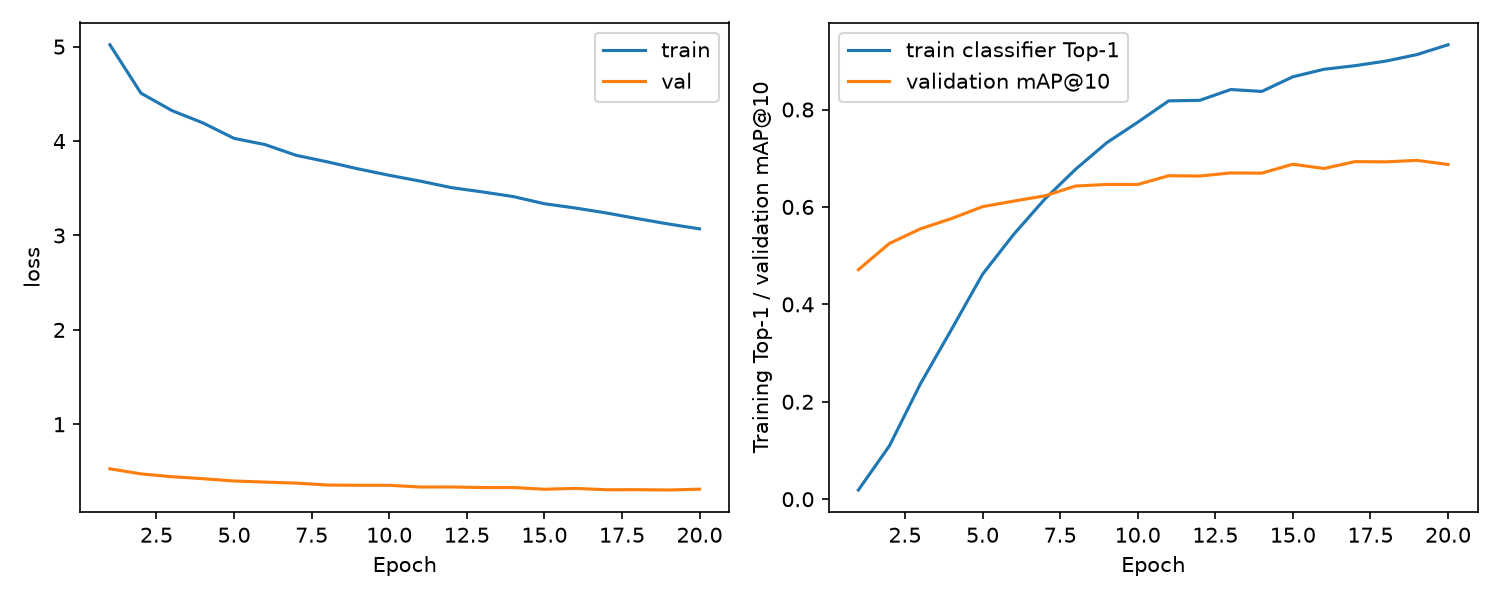 train
val
5
4
3
2
1
loss
2.5 5.0 7.5 10.0 12.5 15.0 17.5 20.0
Epoch
train classifier Top-1
validation mAP@10
0.8
0.6
0.4
0.2
0.0
Training Top-1 / validation mAP@10
2.5 5.0 7.5 10.0 12.5 15.0 17.5 20.0
Epoch